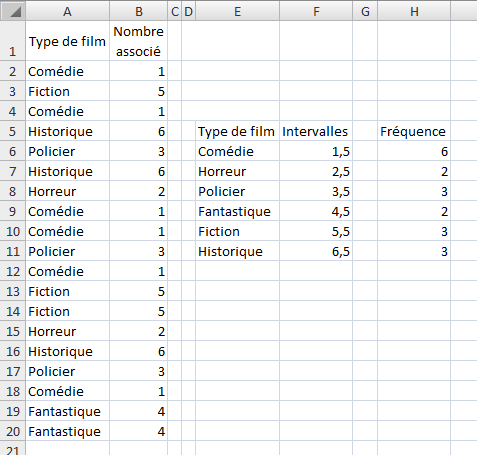 A B C D E F G H
1 Type de film Nombre
associé
2 Comédie 1
3 Fiction 5
4 Comédie 1
5 Historique 6 Type de film Intervalles Fréquence
6 Policier 3 Comédie 1,5 6
7 Historique 6 Horreur 2,5 2
8 Horreur 2 Policier 3,5 3
9 Comédie 1 Fantastique 4,5 2
10 Comédie 1 Fiction 5,5 3
11 Policier 3 Historique 6,5 3
12 Comédie 1
13 Fiction 5
14 Fiction 5
15 Horreur 2
16 Historique 6
17 Policier 3
18 Comédie 1
19 Fantastique 4
20 Fantastique 4
21